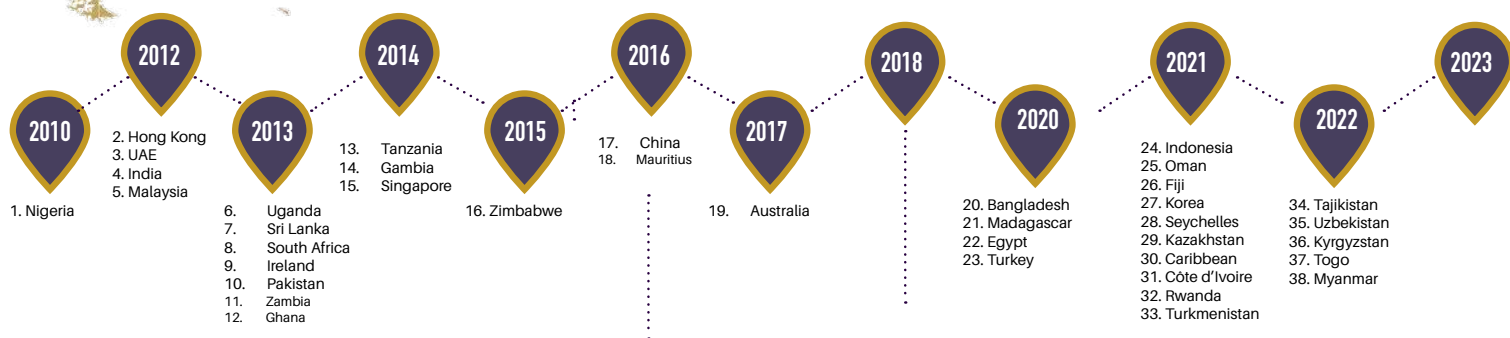 2010
1. Nigeria
2012
2. Hong Kong
3. UAE
4. India
5. Malaysia
2013
6. Uganda
7. Sri Lanka
8. South Africa
9. Ireland
10. Pakistan
11. Zambia
12. Ghana
2014
13. Tanzania
14. Gambia
15. Singapore
2015
16. Zimbabwe
2016
17. China
18. Mauritius
2017
19. Australia
2018
2020
20. Bangladesh
21. Madagascar
22. Egypt
23. Turkey
2021
24. Indonesia
25. Oman
26. Fiji
27. Korea
28. Seychelles
29. Kazakhstan
30. Caribbean
31. Côte d’Ivoire
32. Rwanda
33. Turkmenistan
2022
34. Tajikistan
35. Uzbekistan
36. Kyrgyzstan
37. Togo
38. Myanmar
2023